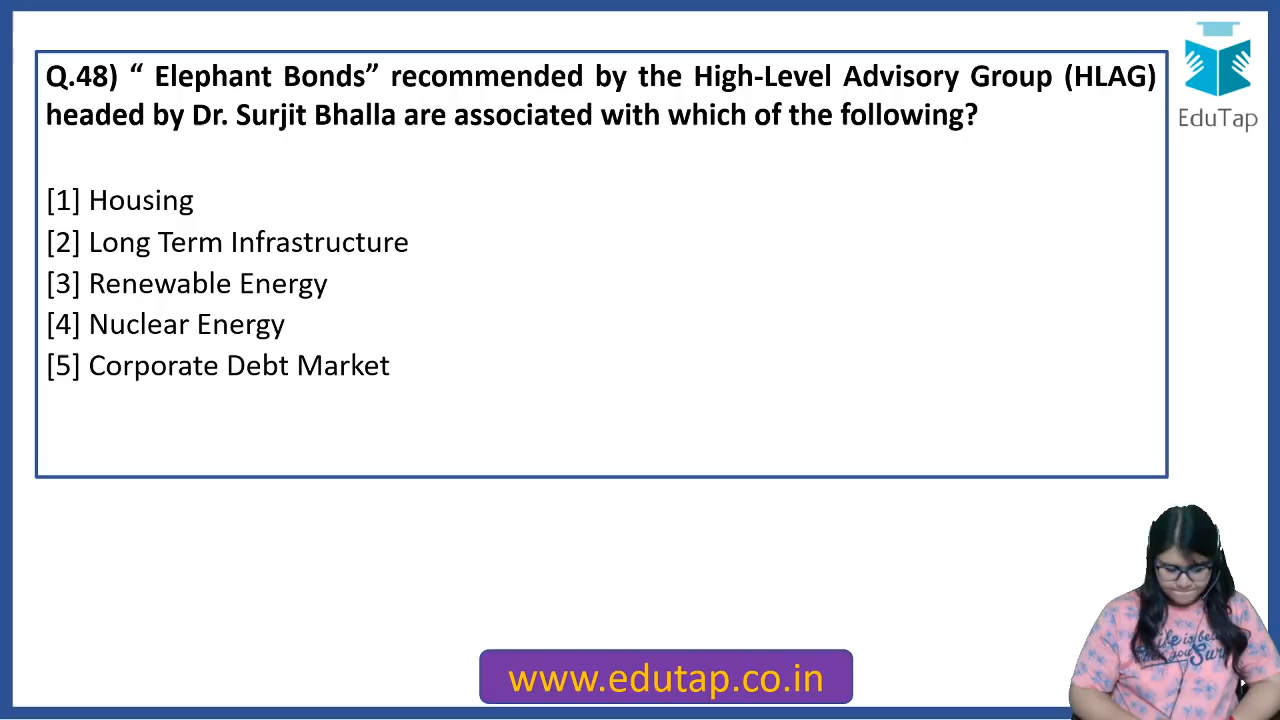 Q.48) “ Elephant Bonds” recommended by the High-Level Advisory Group (HLAG)
headed by Dr. Surjit Bhalla are associated with which of the following?
[1] Housing
[2] Long Term Infrastructure
[3] Renewable Energy
[4] Nuclear Energy
[5] Corporate Debt Market
EduTap
www.edutap.co.in